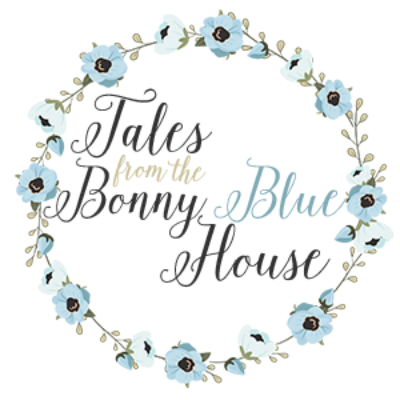 Tales
from the
Bonny Blue
House